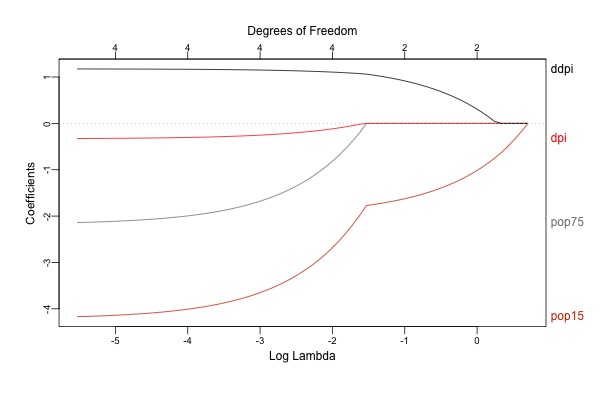 Degrees of Freedom
4 4 4 4 2 2
ddpi
dpi
pop75
pop15
Coefficients
1
0
-1
-2
-3
-4
-5 -4 -3 -2 -1 0
Log Lambda